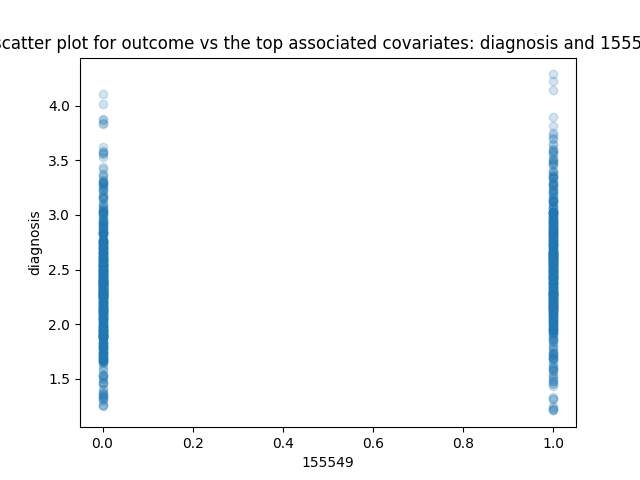 scatter plot for outcome vs the top associated covariates: diagnosis and 1555
4.0
3.5
3.0
2.5
2.0
1.5
diagnosis
0.0 0.2 0.4 0.6 0.8 1.0
155549